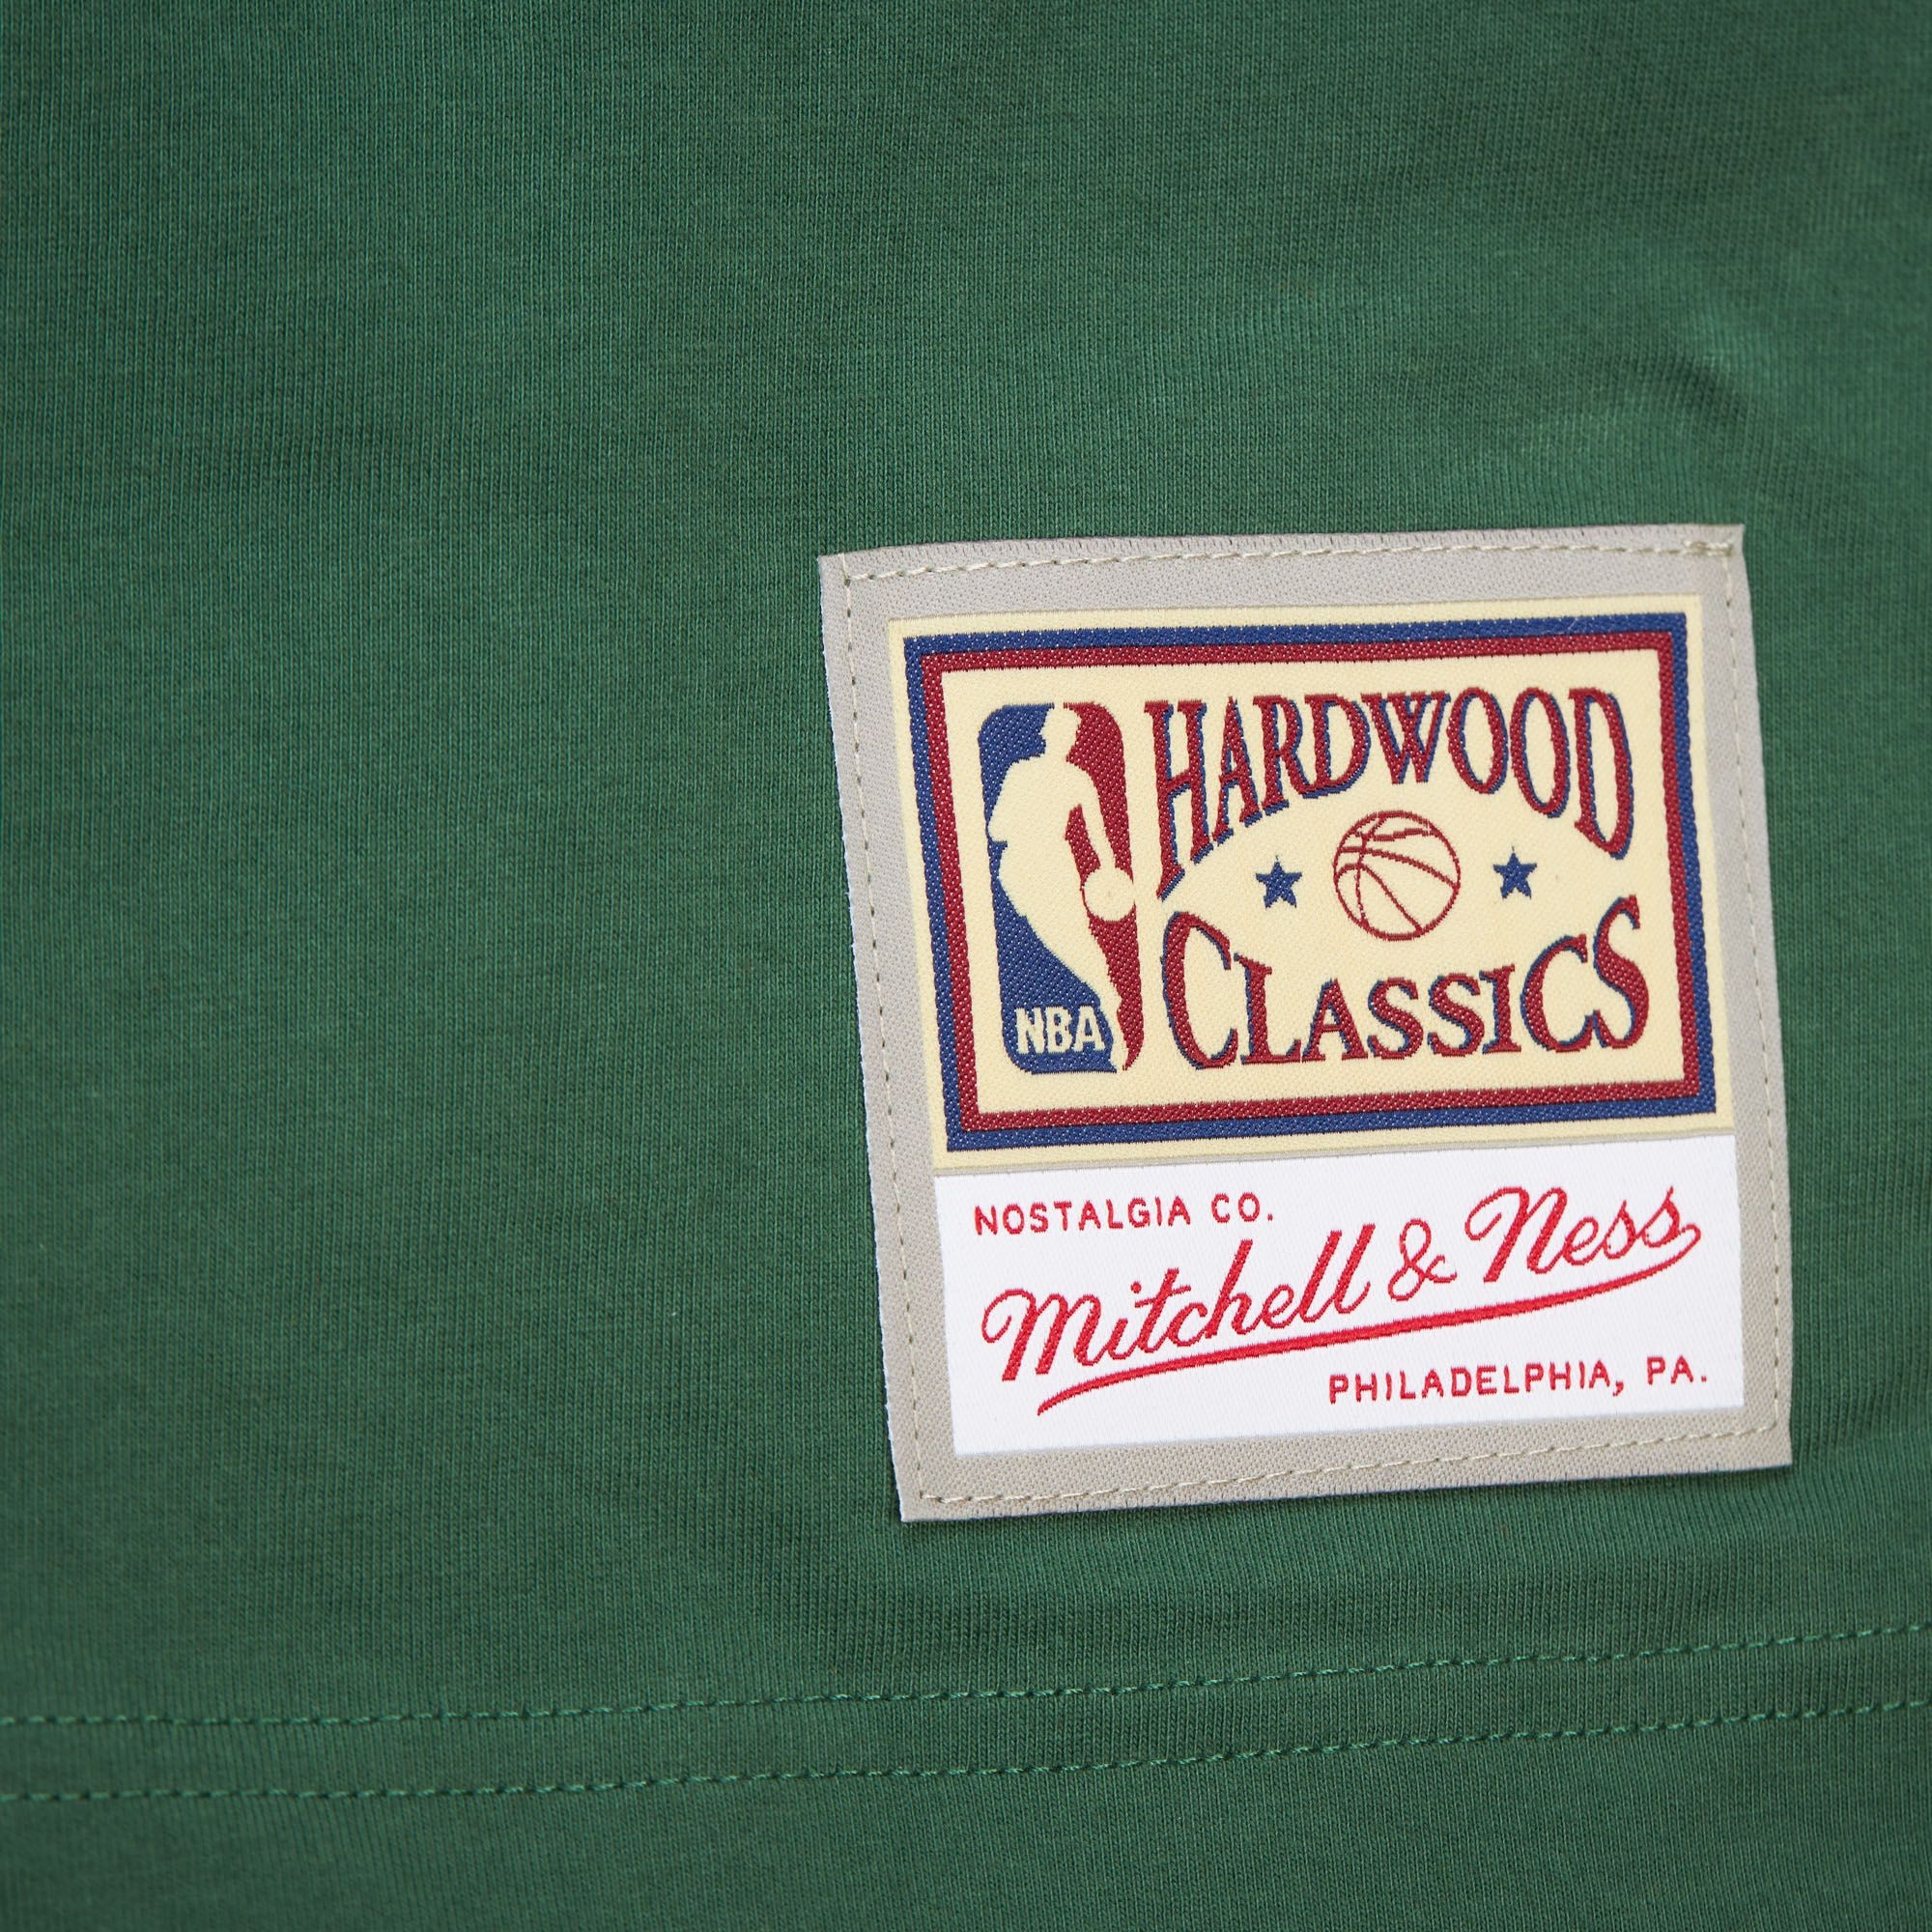 HARDWOOD
CLASSICS
NBA
NOSTALGIA CO.
Mitchell & Ness
PHILADELPHIA, PA.